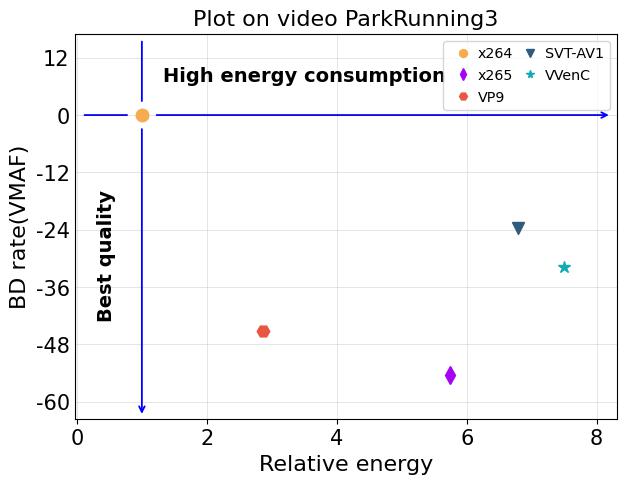 Plot on video ParkRunning3
x264
x265
VP9
SVT-AV1
VVenC
High energy consumption
Best quality
BD rate(VMAF)
12
0
-12
-24
-36
-48
-60
0 2 4 6 8
Relative energy